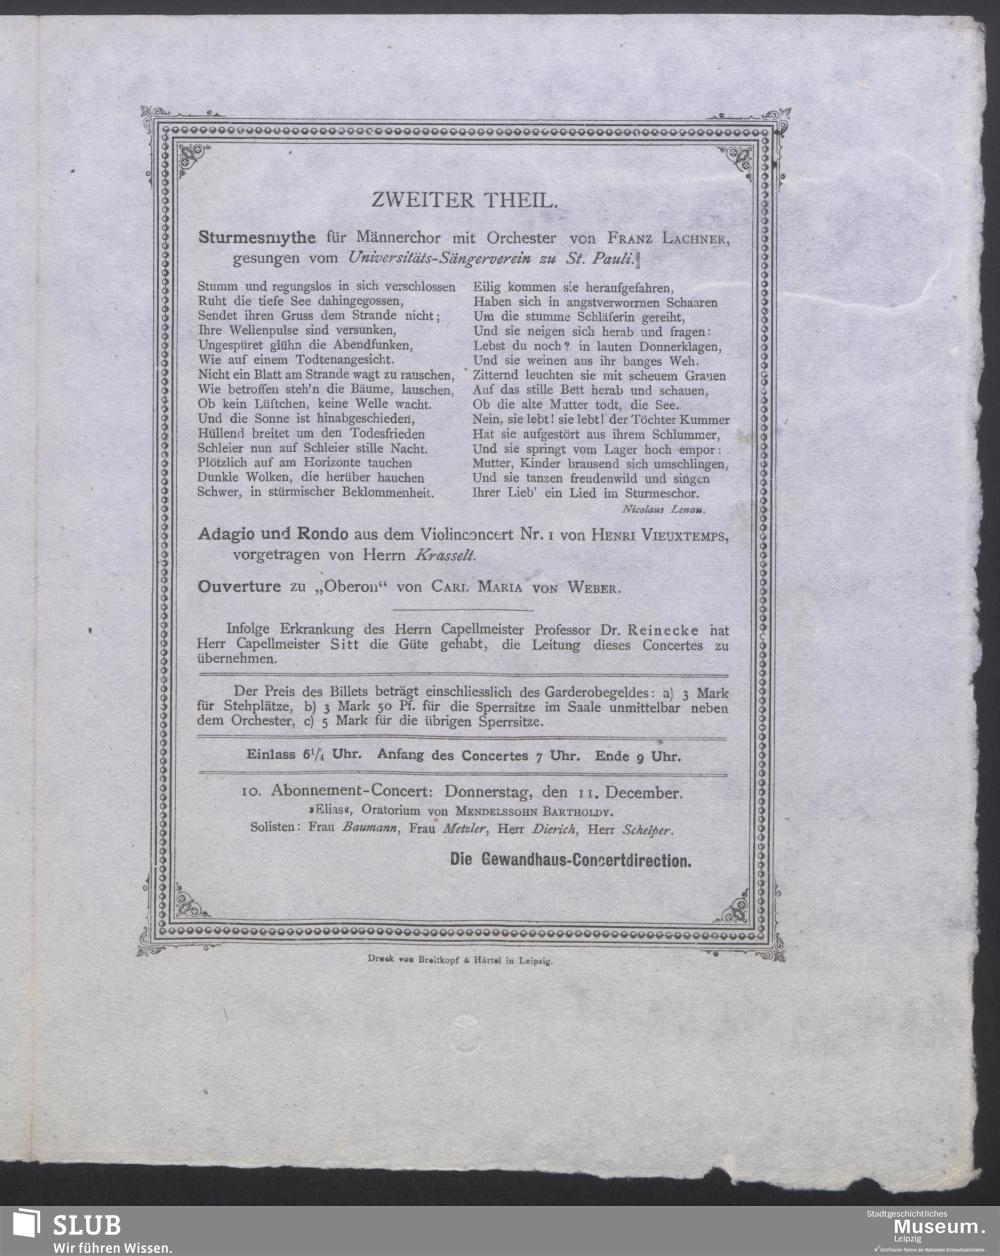 ZWEITER THEIL.
Sturmesmythe für Männerchor mit Orchester von FRANZ LACHNER,
gesungen vom Universitäts-Sängerverein zu St. Pauli.
Stumm und regungslos in sich verschlossen
Ruht die tiefe See dahingegossen,
Sendet ihren Gruss dem Strande nicht;
Ihre Wellenpulse sind versunken,
Ungespüret glühn die Abendfunken,
Wie auf einem Todtenangesicht.
Nicht ein Blatt am Strande wagt zu rauschen,
Wie betroffen steh'n die Bäume, lauschen,
Ob kein Lüftchen, keine Welle wacht.
Und die Sonne ist hinabgeschieden,
Hüllend breitet um den Todesfrieden
Schleier nun auf Schleier stille Nacht.
Plötzlich auf am Horizonte tauchen
Dunkle Wolken, die herüber hauchen
Schwer, in stürmischer Beklommenheit.
Eilig kommen sie heraufgefahren,
Haben sich in angstverworrnen Schaaren
Um die stumme Schläferin gereiht,
Und sie neigen sich herab und fragen:
Lebst du noch? in lauten Donnerklagen,
Und sie weinen aus ihr banges Weh.
Zitternd leuchten sie mit scheuem Grauen
Auf das stille Bett herab und schauen,
Ob die alte Mutter todt, die See.
Nein, sie lebt! sie lebt! der Töchter Kummer
Hat sie aufgestört aus ihrem Schlummer,
Und sie springt vom Lager hoch empor:
Mutter, Kinder brausend sich umschlingen,
Und sie tanzen freudenwild und singen
Ihrer Lieb' ein Lied im Sturmeschor.
Nicolaus Lenau.
Adagio und Rondo aus dem Violinconcert Nr. 1 von HENRI VIEUXTEMPS,
vorgetragen von Herrn Krasselt.
Ouverture zu „Oberon“ von CARL MARIA VON WEBER.
Infolge Erkrankung des Herrn Capellmeister Professor Dr. Reinecke hat
Herr Capellmeister Sitt die Güte gehabt, die Leitung dieses Concertes zu
übernehmen.
Der Preis des Billets beträgt einschliesslich des Garderobegeldes: a) 3 Mark
für Stehplätze, b) 3 Mark 50 Pf. für die Sperrsitze im Saale unmittelbar neben
dem Orchester, c) 5 Mark für die übrigen Sperrsitze.
Einlass 6¼ Uhr. Anfang des Concertes 7 Uhr. Ende 9 Uhr.
10. Abonnement-Concert: Donnerstag, den 11. December.
»Elias«, Oratorium von MENDELSSOHN BARTHOLDY.
Solisten: Frau Baumann, Frau Metzler, Herr Dierich, Herr Schelper.
Die Gewandhaus-Concertdirection.
Druck von Breitkopf & Härtel in Leipzig.
SLUB
Wir führen Wissen.
Stadtgeschichtliches
Museum.
Leipzig
Zertifizierter Partner der Nationalen Klimaschutzinitiative